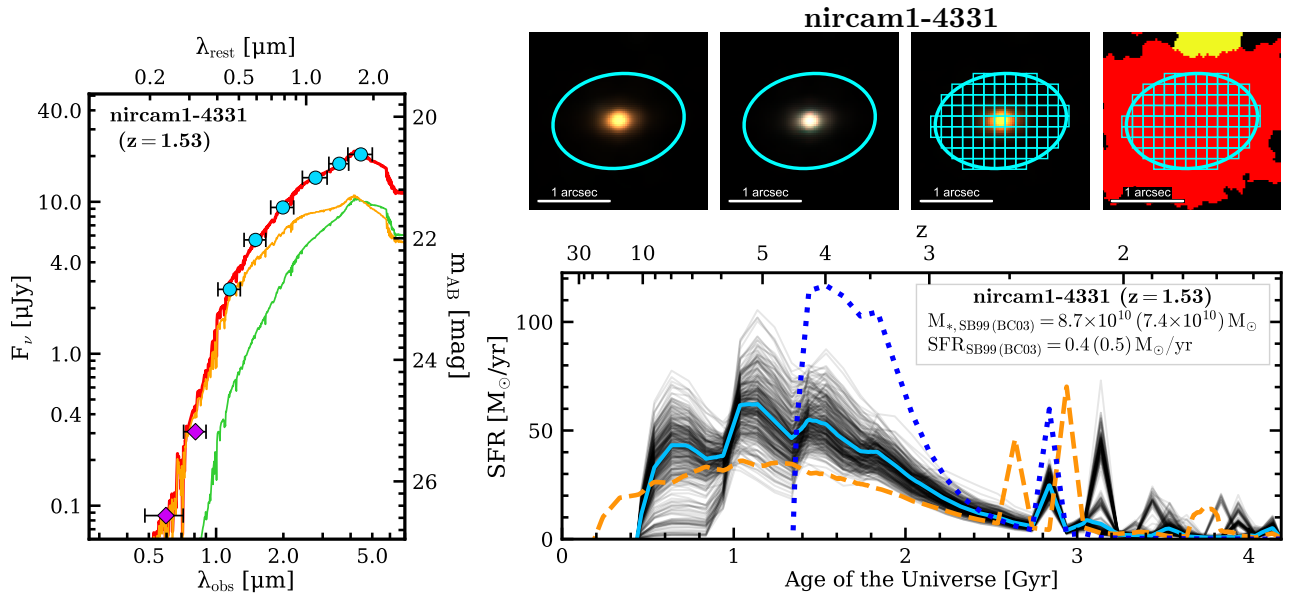 nircam1-4331
λrest [µm]
0.2 0.5 1.0 2.0
nircam1-4331
(z = 1.53)
40.0
10.0
4.0
1.0
0.4
0.1
Fν [µJy]
20
22
24
26
mAB [mag]
0.5 1.0 2.0 5.0
λobs [µm]
1 arcsec
1 arcsec
1 arcsec
1 arcsec
z
30 10 5 4 3 2
nircam1-4331 (z = 1.53)
M*, SB99 (BC03) = 8.7×10¹⁰ (7.4×10¹⁰) M⊙
SFRSB99 (BC03) = 0.4 (0.5) M⊙/yr
100
50
0
SFR [M⊙/yr]
0 1 2 3 4
Age of the Universe [Gyr]